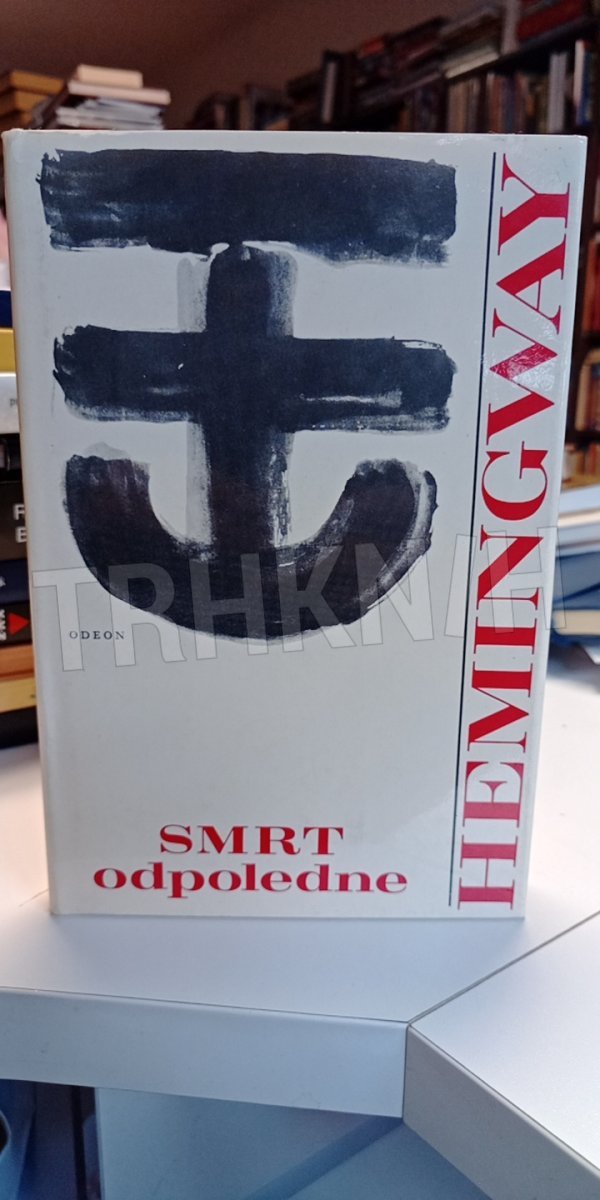 HEMINGWAY
ODEON
TRHKNIH
SMRT
odpoledne